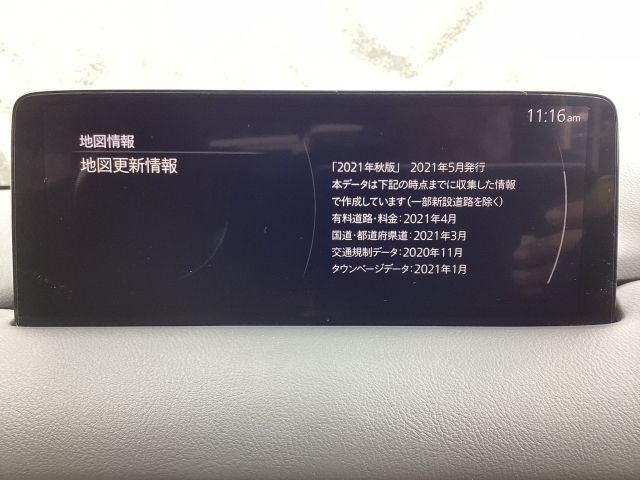 11:16am
地図情報
地図更新情報
「2021年秋版」 2021年5月発行
本データは下記の時点までに収集した情報
で作成しています(一部新設道路を除く)
有料道路・料金：2021年4月
国道・都道府県道：2021年3月
交通規制データ：2020年11月
タウンページデータ：2021年1月